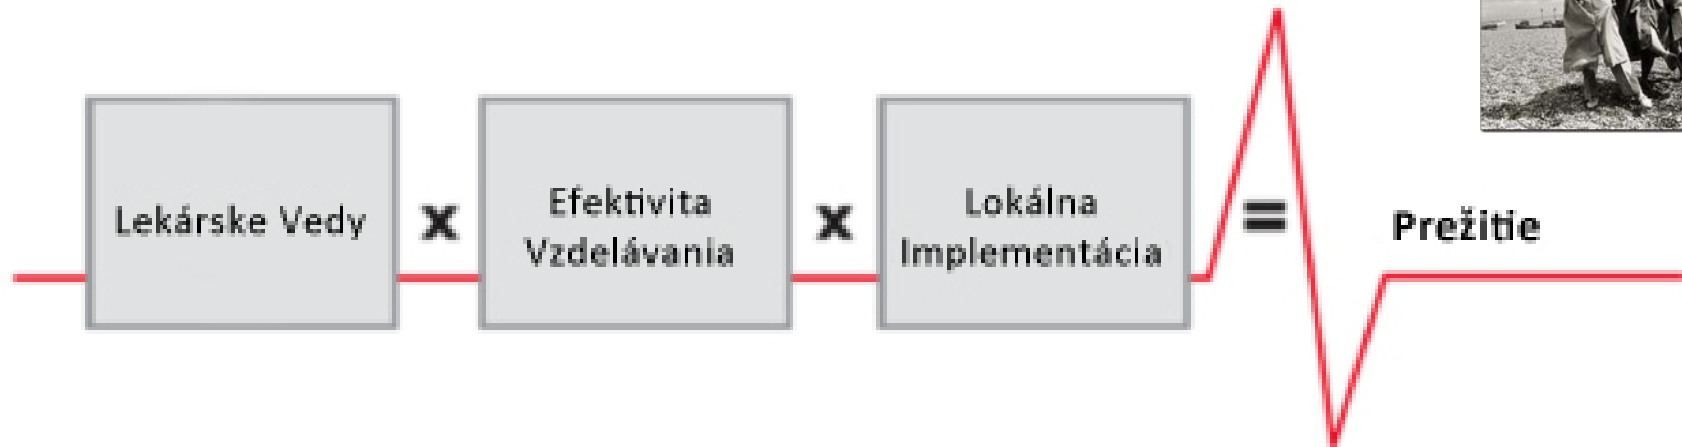 Lekárske Vedy
x
Efektivita
Vzdelávania
x
Lokálna
Implementácia
=
Prežitie